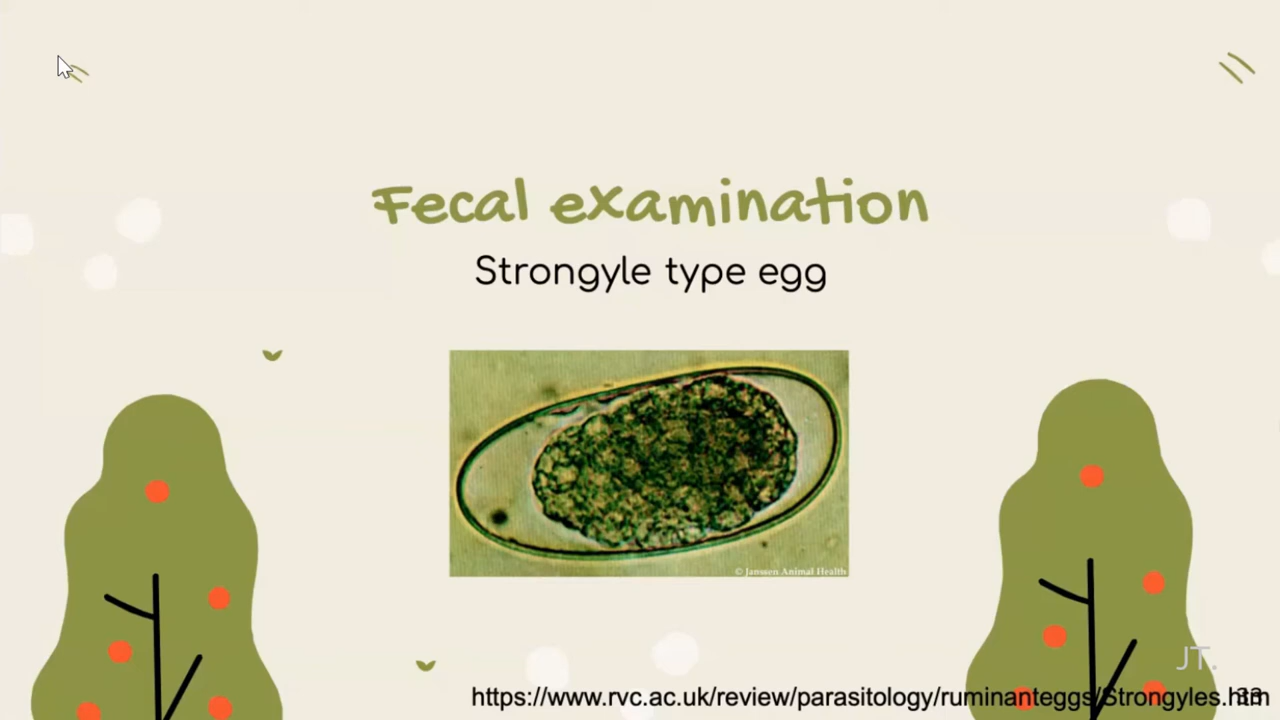 Fecal examination
Strongyle type egg
© Janssen Animal Health
JT.
https://www.rvc.ac.uk/review/parasitology/ruminanteggs/Strongyles.htm